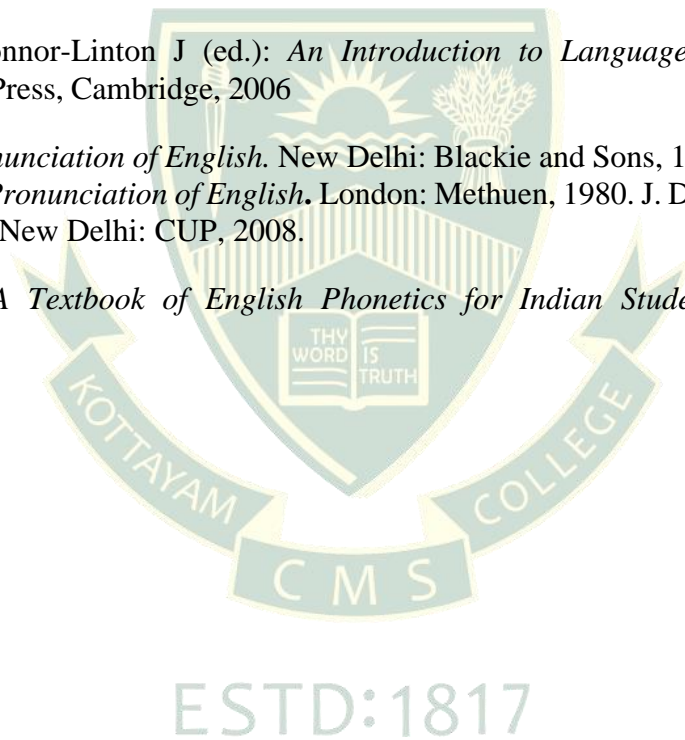 onnor-Linton J (ed.): An Introduction to Language
Press, Cambridge, 2006
nunciation of English. New Delhi: Blackie and Sons, 1
Pronunciation of English. London: Methuen, 1980. J. D
New Delhi: CUP, 2008.
A Textbook of English Phonetics for Indian Stude
THY
WORD IS
TRUTH
KOTTAYAM
CMS
COLLEGE
ESTD:1817